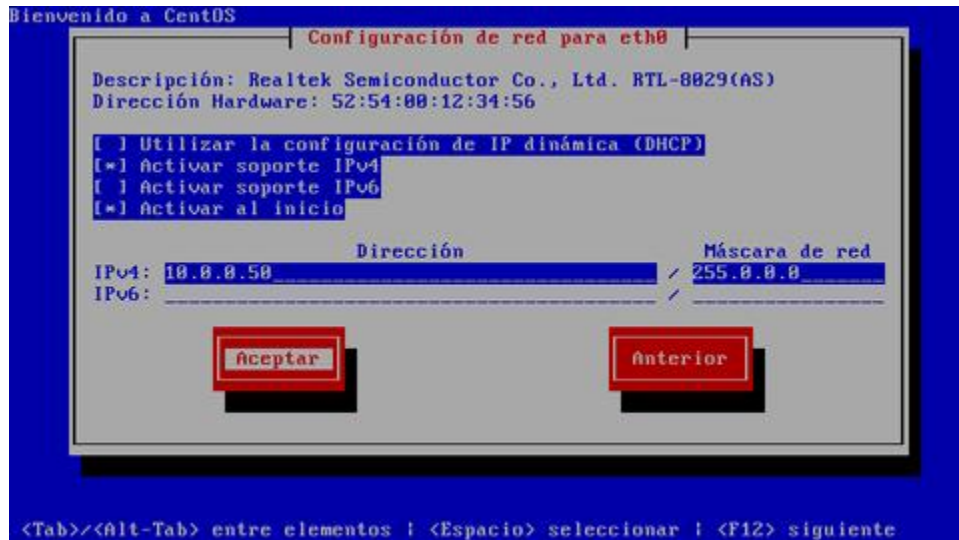 Bienvenido a CentOS
Configuración de red para eth0
Descripción: Realtek Semiconductor Co., Ltd. RTL-8029(AS)
Dirección Hardware: 52:54:00:12:34:56
[ ] Utilizar la configuración de IP dinámica (DHCP)
[*] Activar soporte IPv4
[ ] Activar soporte IPv6
[*] Activar al inicio
Dirección Máscara de red
IPv4: 10.0.0.50 / 255.0.0.0
IPv6: /
Aceptar Anterior
<Tab>/<Alt-Tab> entre elementos | <Espacio> seleccionar | <F12> siguiente